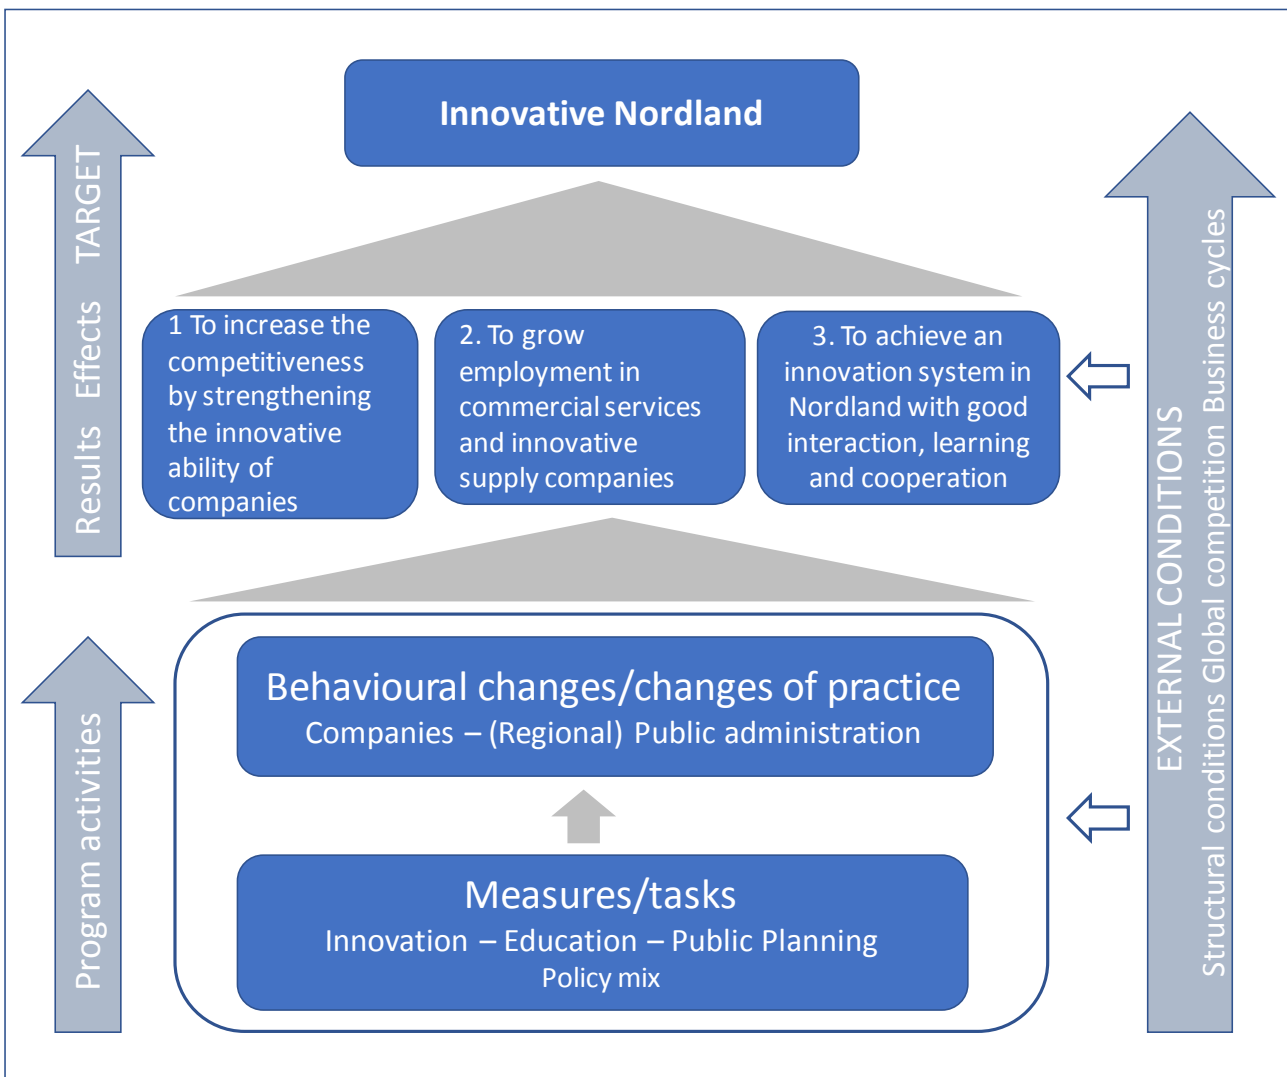 Innovative Nordland
Results Effects TARGET
1 To increase the
competitiveness
by strengthening
the innovative
ability of
companies
2. To grow
employment in
commercial services
and innovative
supply companies
3. To achieve an
innovation system in
Nordland with good
interaction, learning
and cooperation
Program activities
Behavioural changes/changes of practice
Companies – (Regional) Public administration
Measures/tasks
Innovation – Education – Public Planning
Policy mix
EXTERNAL CONDITIONS
Structural conditions Global competition Business cycles